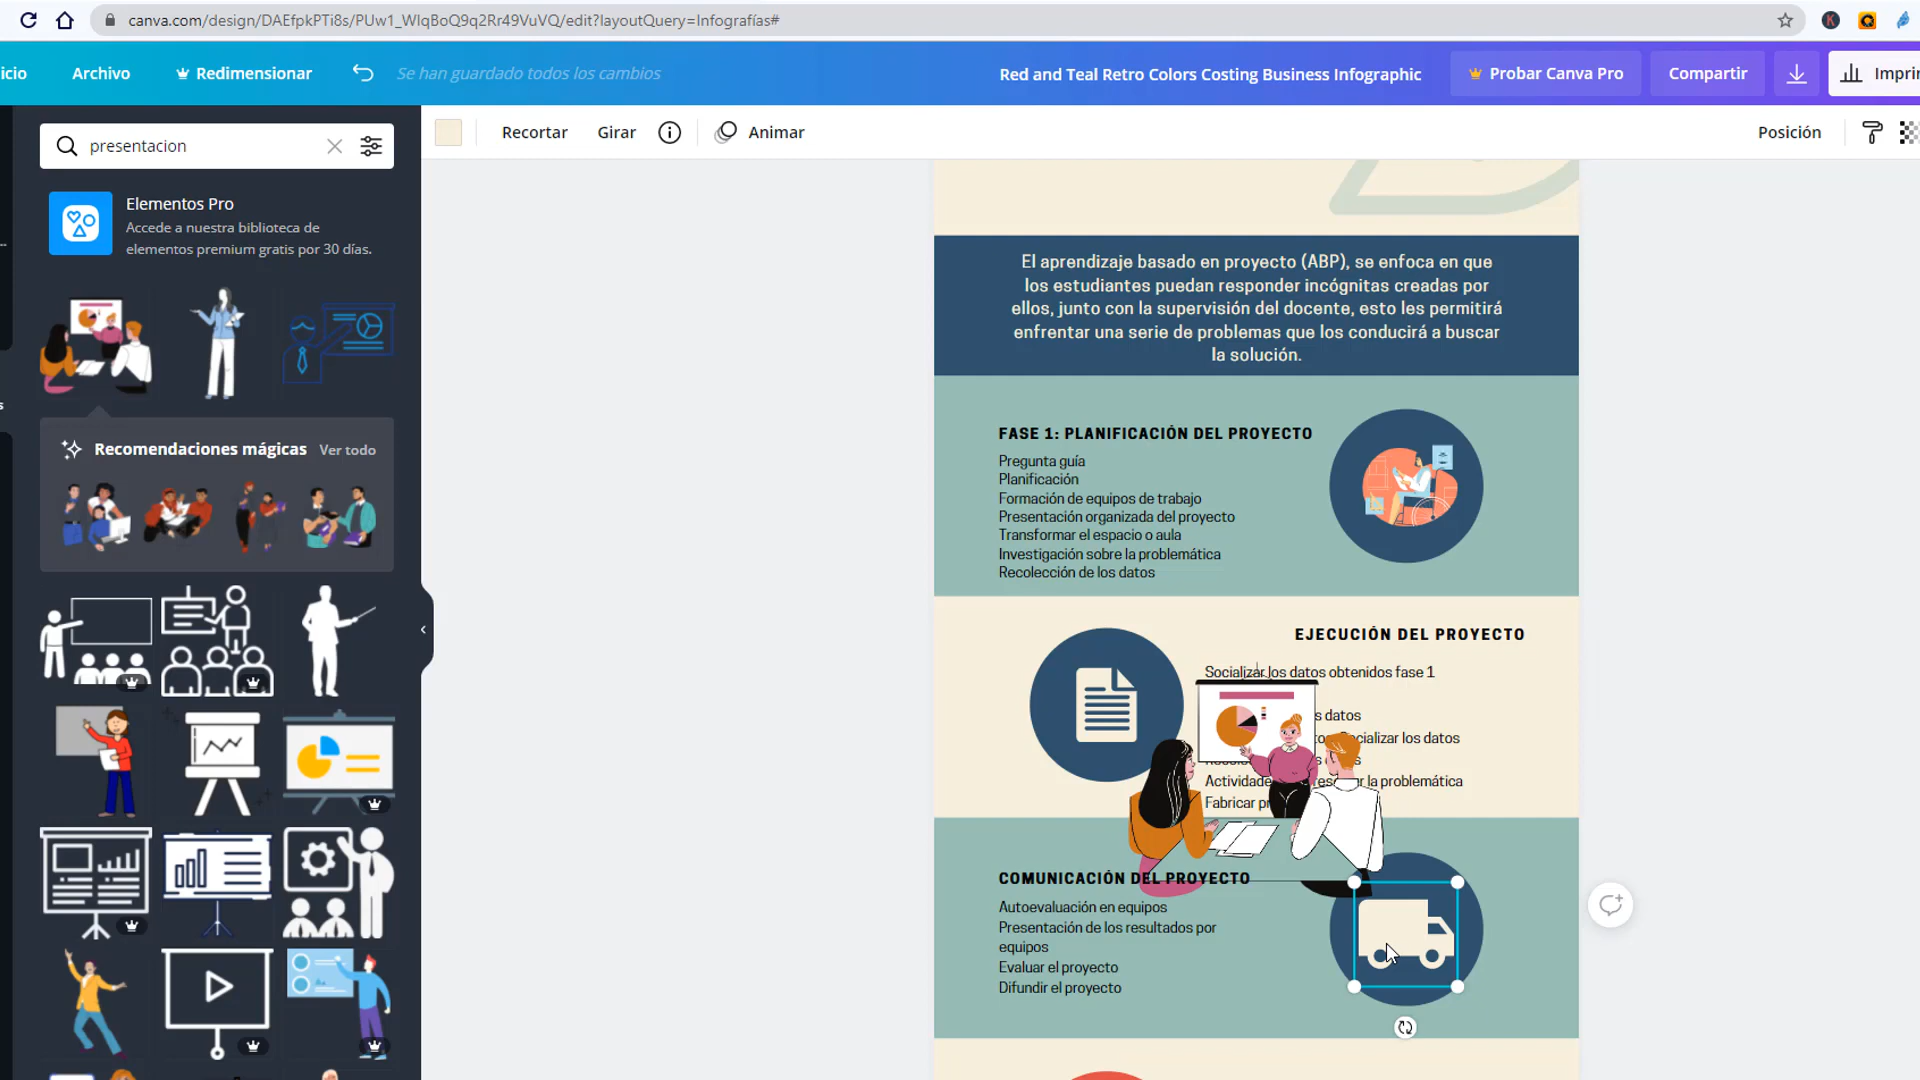 canva.com/design/DAEfpkPTi8s/PUw1_WIqBoQ9q2Rr49VuVQ/edit?layoutQuery=Infografías#
icio
Archivo
Redimensionar
Se han guardado todos los cambios
Red and Teal Retro Colors Costing Business Infographic
Probar Canva Pro
Compartir
Imprir
presentacion
Recortar
Girar
Animar
Posición
Elementos Pro
Accede a nuestra biblioteca de
elementos premium gratis por 30 días.
Recomendaciones mágicas
Ver todo
El aprendizaje basado en proyecto (ABP), se enfoca en que
los estudiantes puedan responder incógnitas creadas por
ellos, junto con la supervisión del docente, esto les permitirá
enfrentar una serie de problemas que los conducirá a buscar
la solución.
FASE 1: PLANIFICACIÓN DEL PROYECTO
Pregunta guía
Planificación
Formación de equipos de trabajo
Presentación organizada del proyecto
Transformar el espacio o aula
Investigación sobre la problemática
Recolección de los datos
EJECUCIÓN DEL PROYECTO
Socializar los datos obtenidos fase 1
s datos
Socializar los datos
Actividade
r la problemática
Fabricar pr
COMUNICACIÓN DEL PROYECTO
Autoevaluación en equipos
Presentación de los resultados por
equipos
Evaluar el proyecto
Difundir el proyecto